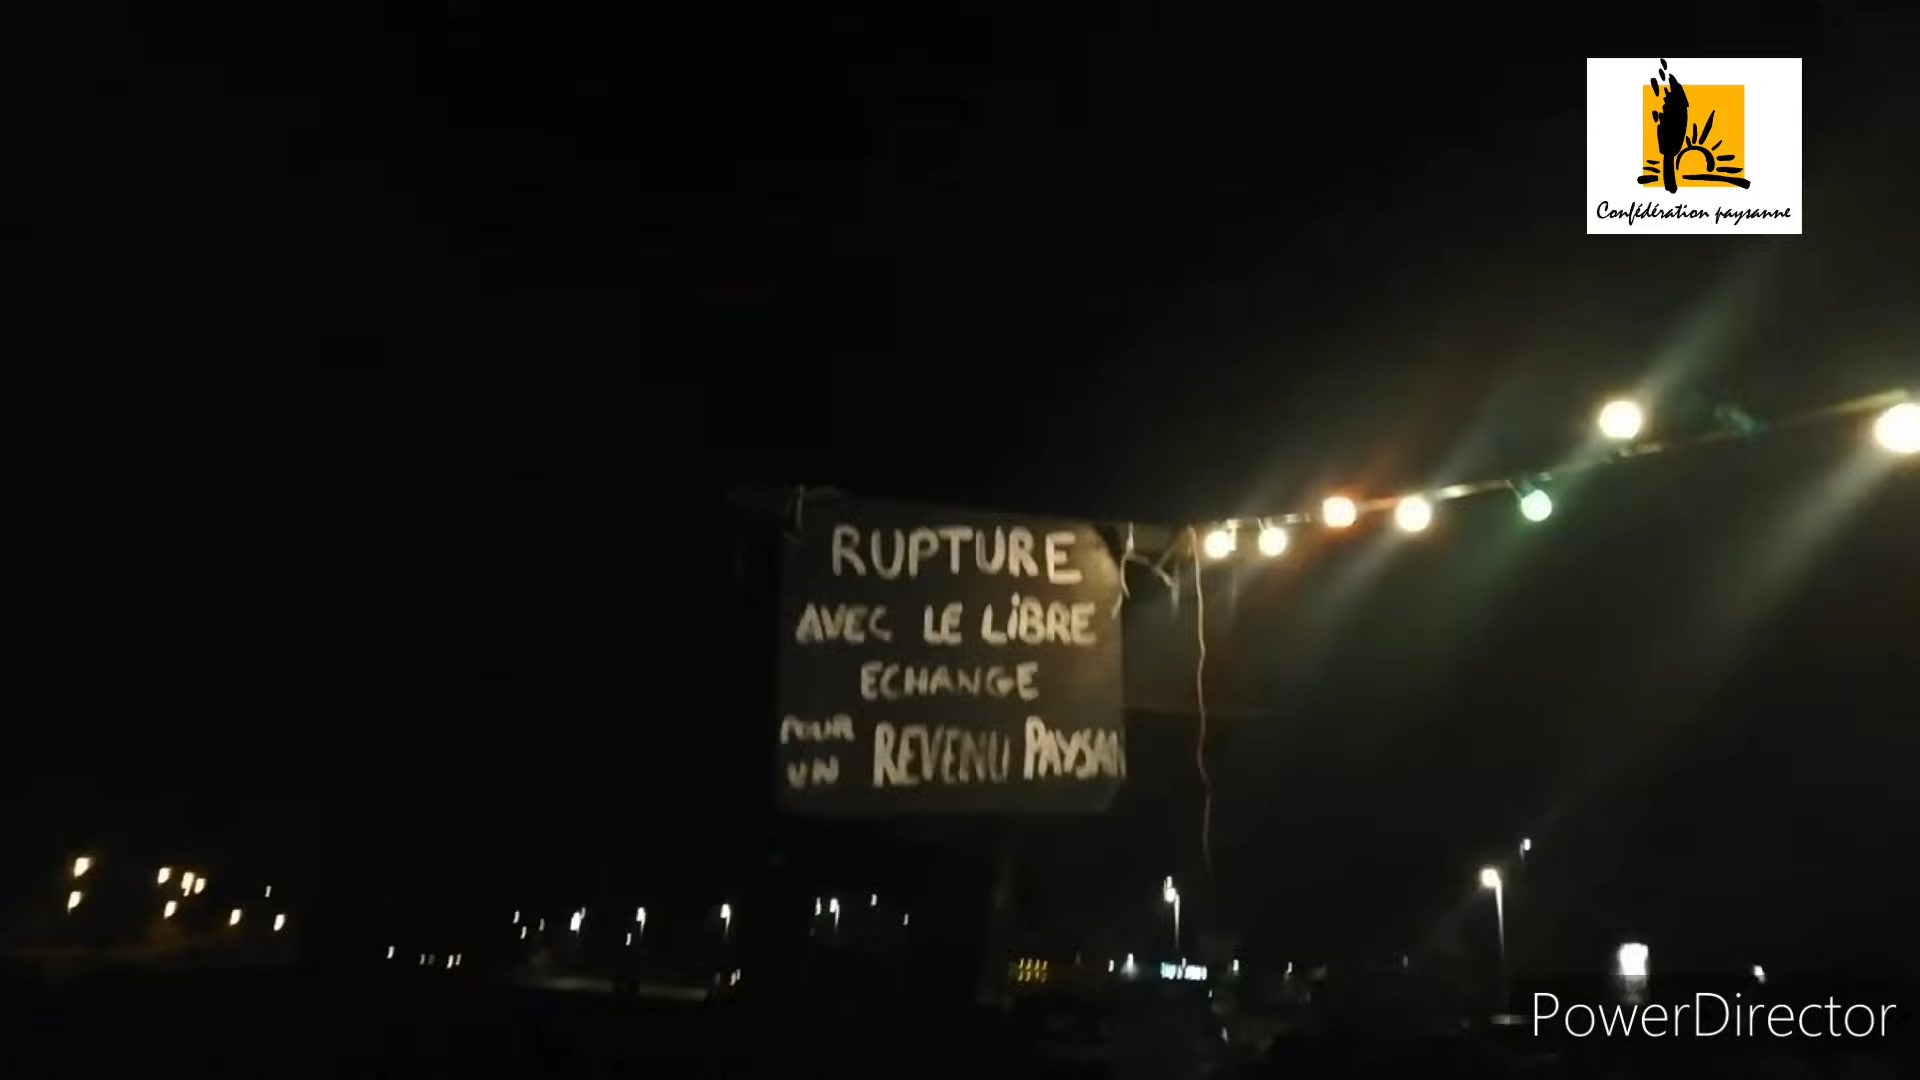 Confédération paysanne
RUPTURE
AVEC LE LIBRE
ECHANGE
POUR
UN REVENU PAYSAN
PowerDirector